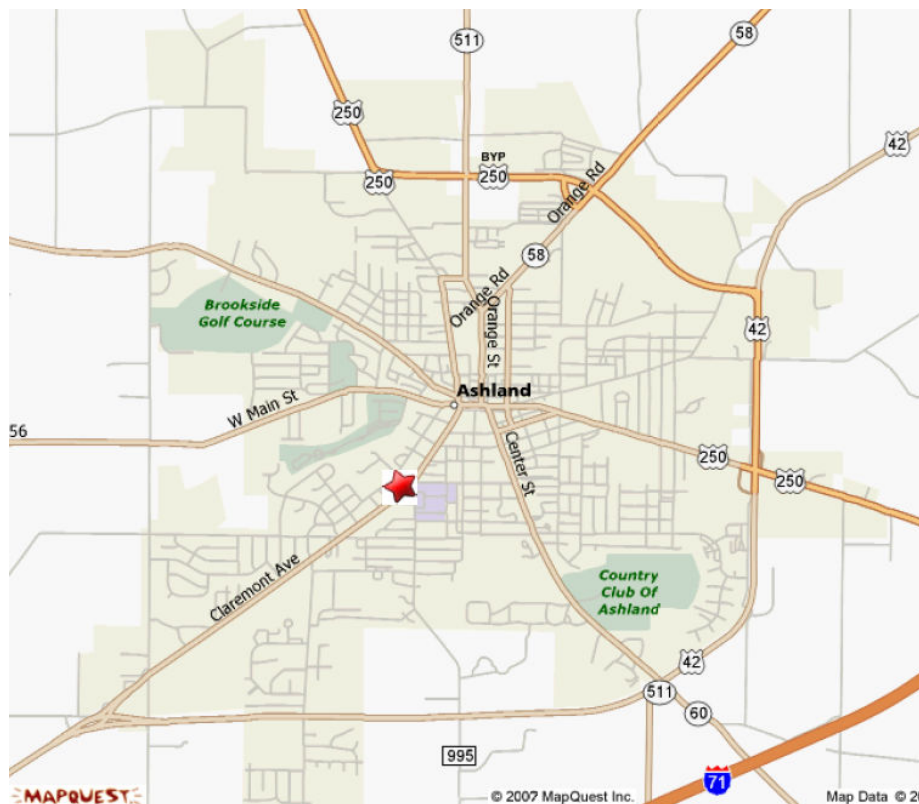 511
58
250
42
BYP
250
250
Orange Rd
58
Brookside
Golf Course
Orange Rd
Orange St
42
Ashland
W Main St
56
Center St
250
250
Claremont Ave
Country
Club Of
Ashland
42
511
60
995
71
MAPQUEST
© 2007 MapQuest Inc.
Map Data © 2